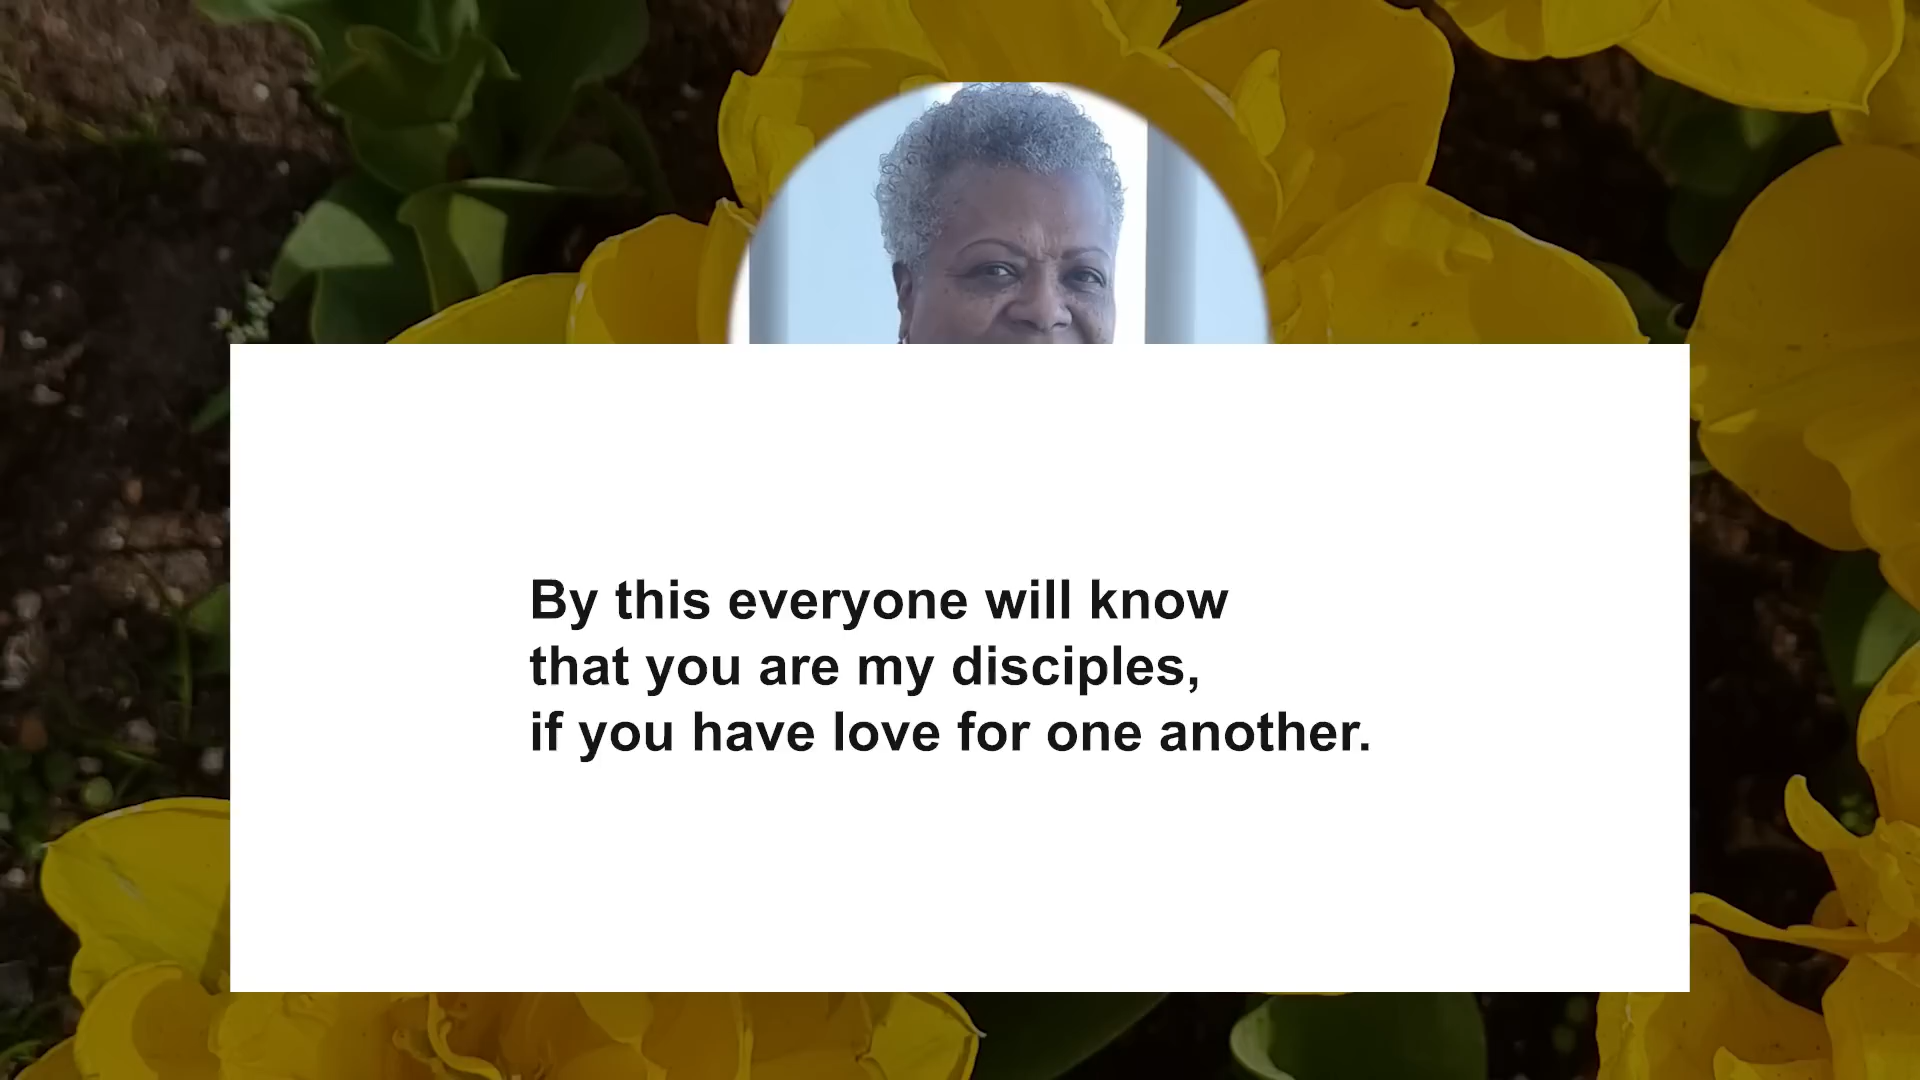 By this everyone will know
that you are my disciples,
if you have love for one another.